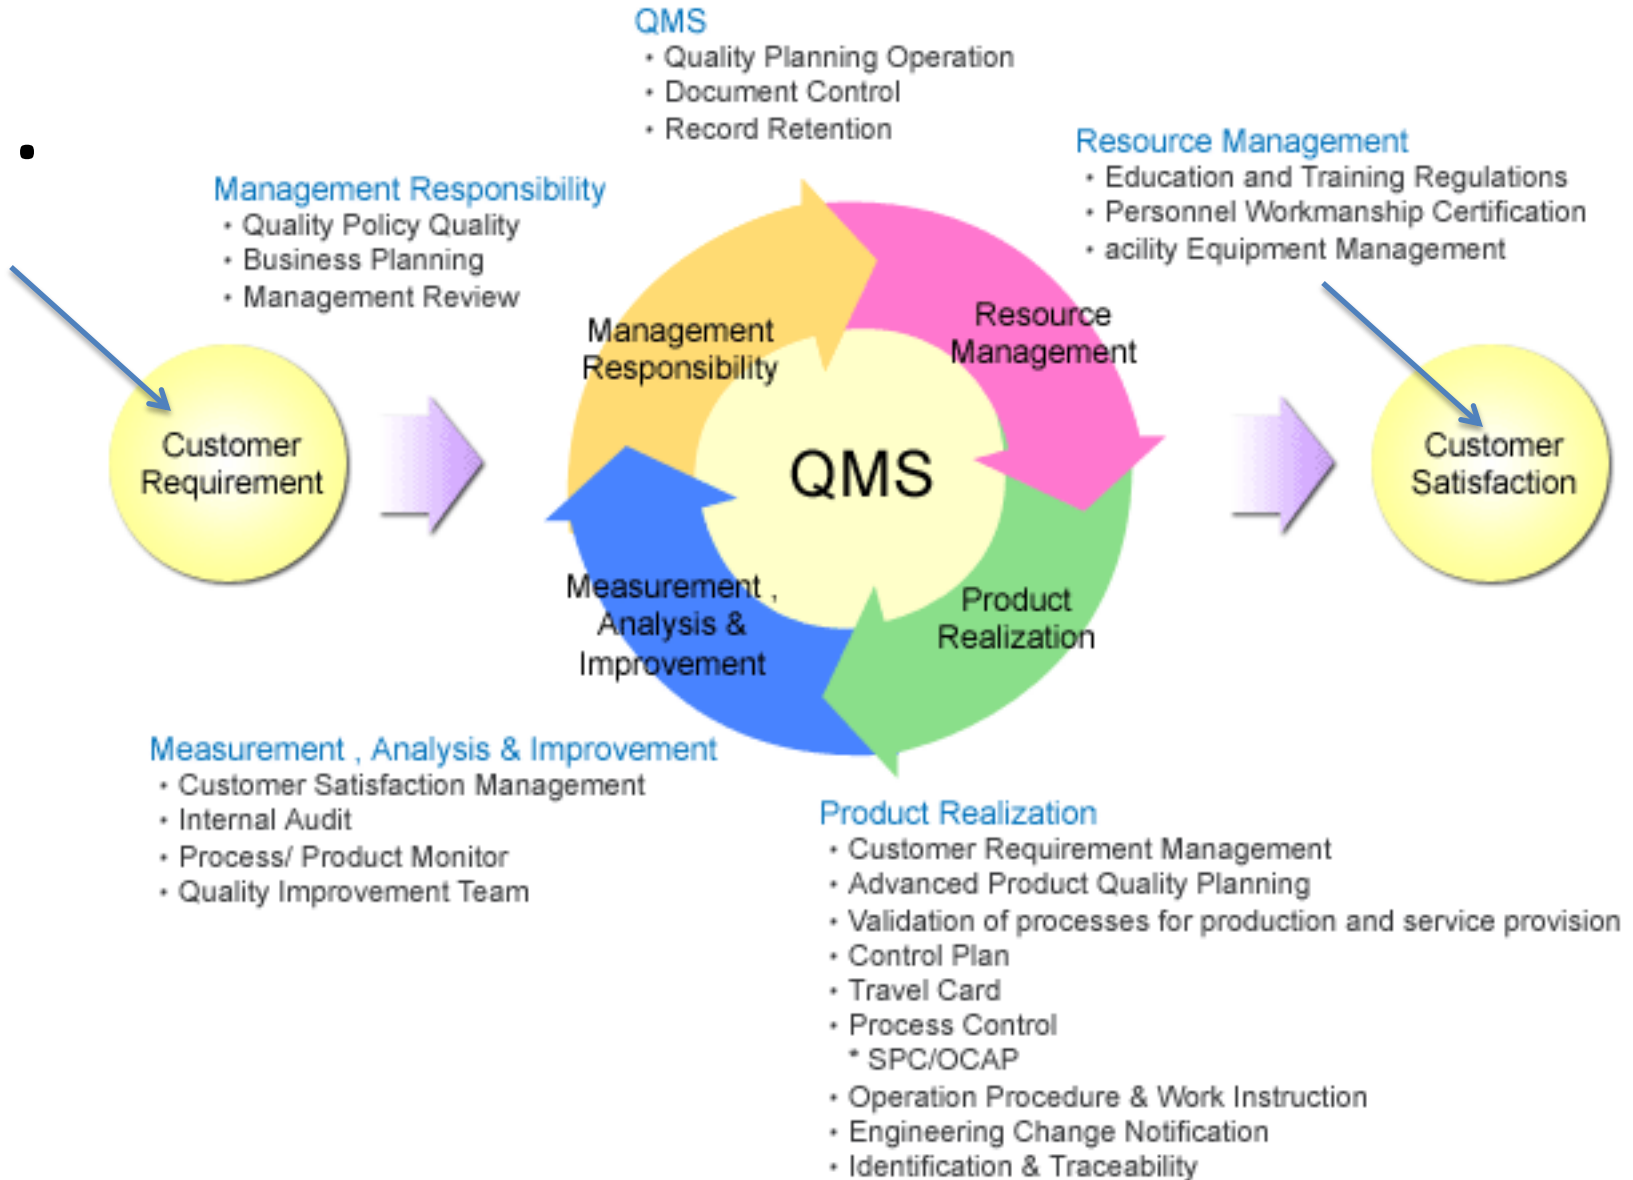 QMS
・Quality Planning Operation
・Document Control
・Record Retention
•
Management Responsibility
・Quality Policy Quality
・Business Planning
・Management Review
Resource Management
・Education and Training Regulations
・Personnel Workmanship Certification
・acility Equipment Management
Customer
Requirement
Management
Responsibility
Resource
Management
QMS
Measurement ,
Analysis &
Improvement
Product
Realization
Customer
Satisfaction
Measurement , Analysis & Improvement
・Customer Satisfaction Management
・Internal Audit
・Process/ Product Monitor
・Quality Improvement Team
Product Realization
・Customer Requirement Management
・Advanced Product Quality Planning
・Validation of processes for production and service provision
・Control Plan
・Travel Card
・Process Control
* SPC/OCAP
・Operation Procedure & Work Instruction
・Engineering Change Notification
・Identification & Traceability